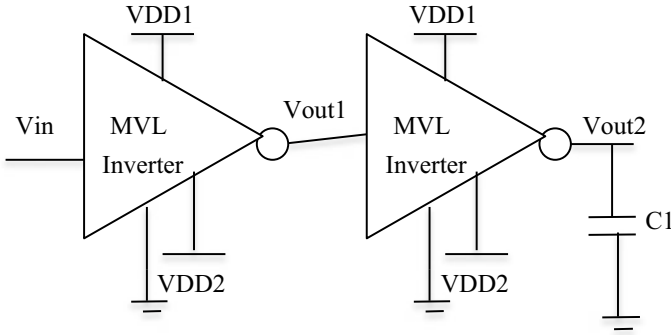 VDD1
VDD1
Vin
MVL
Inverter
Vout1
MVL
Inverter
Vout2
C1
VDD2
VDD2